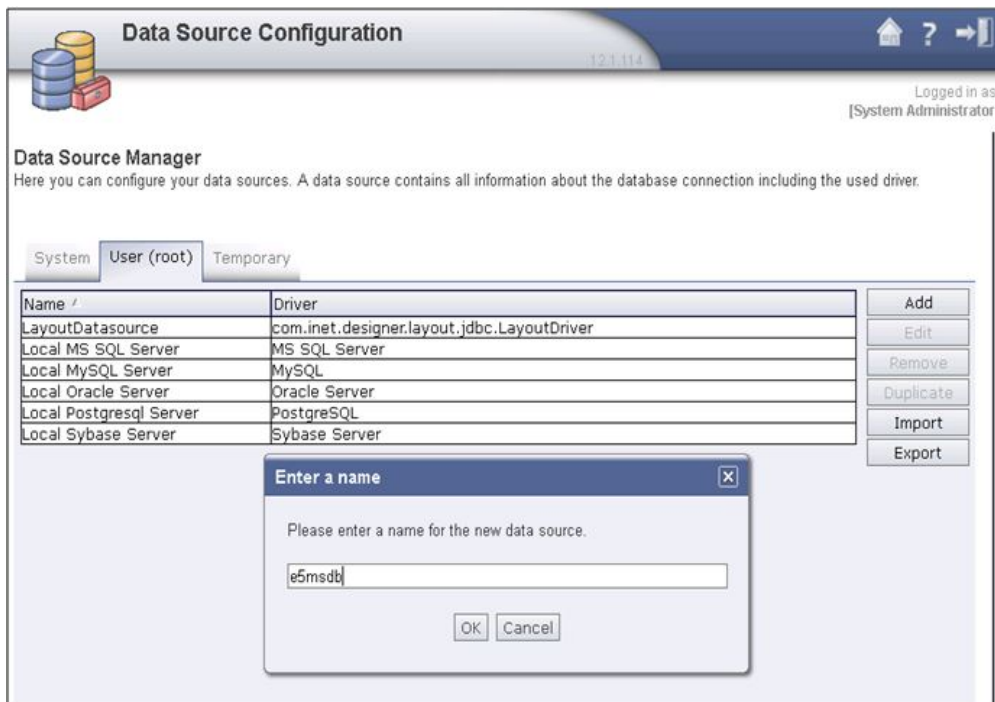 Data Source Configuration
12.1.114
?
Logged in as
[System Administrator
Data Source Manager
Here you can configure your data sources. A data source contains all information about the database connection including the used driver.
System User (root) Temporary
Name Driver Add
LayoutDatasource com.inet.designer.layout.jdbc.LayoutDriver Edit
Local MS SQL Server MS SQL Server
Local MySQL Server MySQL Remove
Local Oracle Server Oracle Server Duplicate
Local Postgresql Server PostgreSQL Import
Local Sybase Server Sybase Server
Export
Enter a name
Please enter a name for the new data source.
e5msdb
OK Cancel